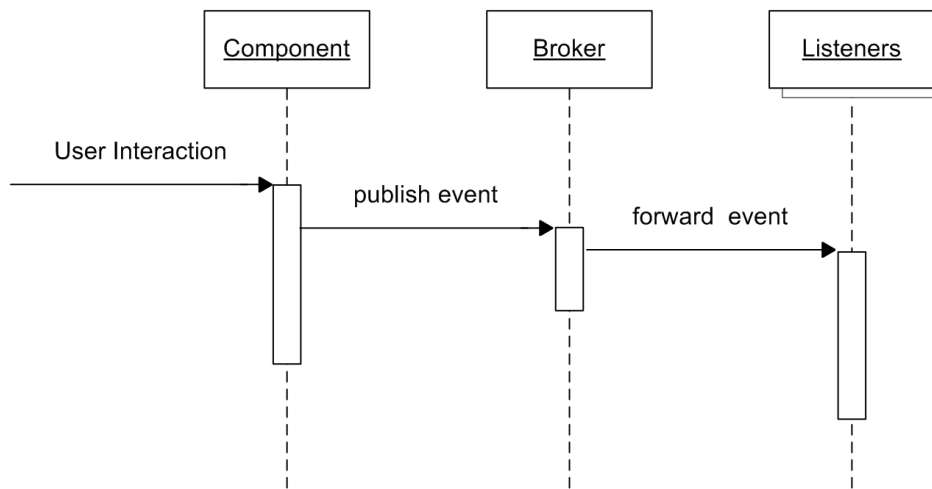 Component
Broker
Listeners
User Interaction
publish event
forward event